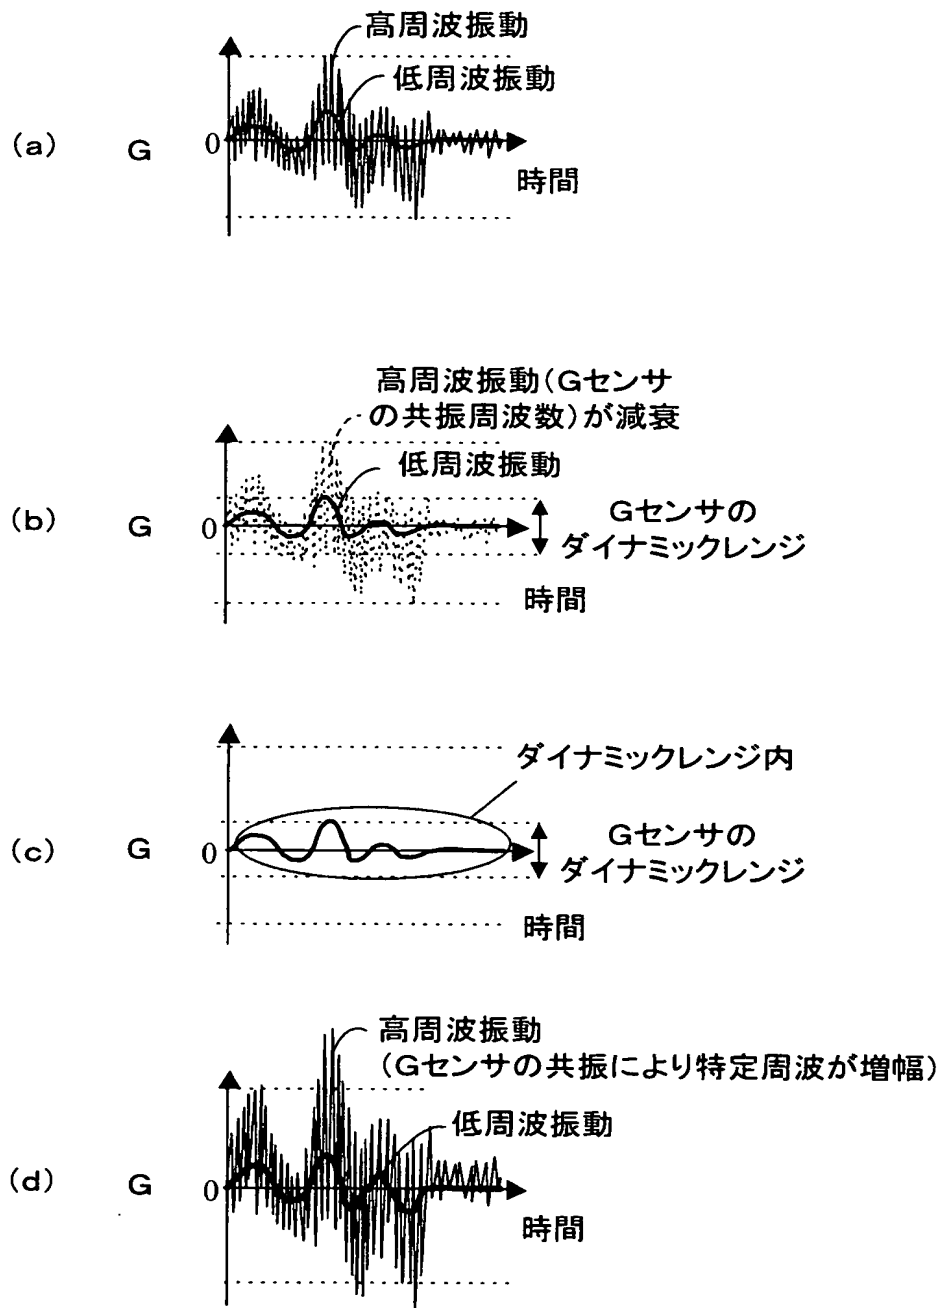 高周波振動
低周波振動
(a)
G
0
時間
高周波振動(Gセンサ
の共振周波数)が減衰
低周波振動
(b)
G
0
Gセンサの
ダイナミックレンジ
時間
ダイナミックレンジ内
(c)
G
0
Gセンサの
ダイナミックレンジ
時間
高周波振動
(Gセンサの共振により特定周波が増幅)
低周波振動
(d)
G
0
時間